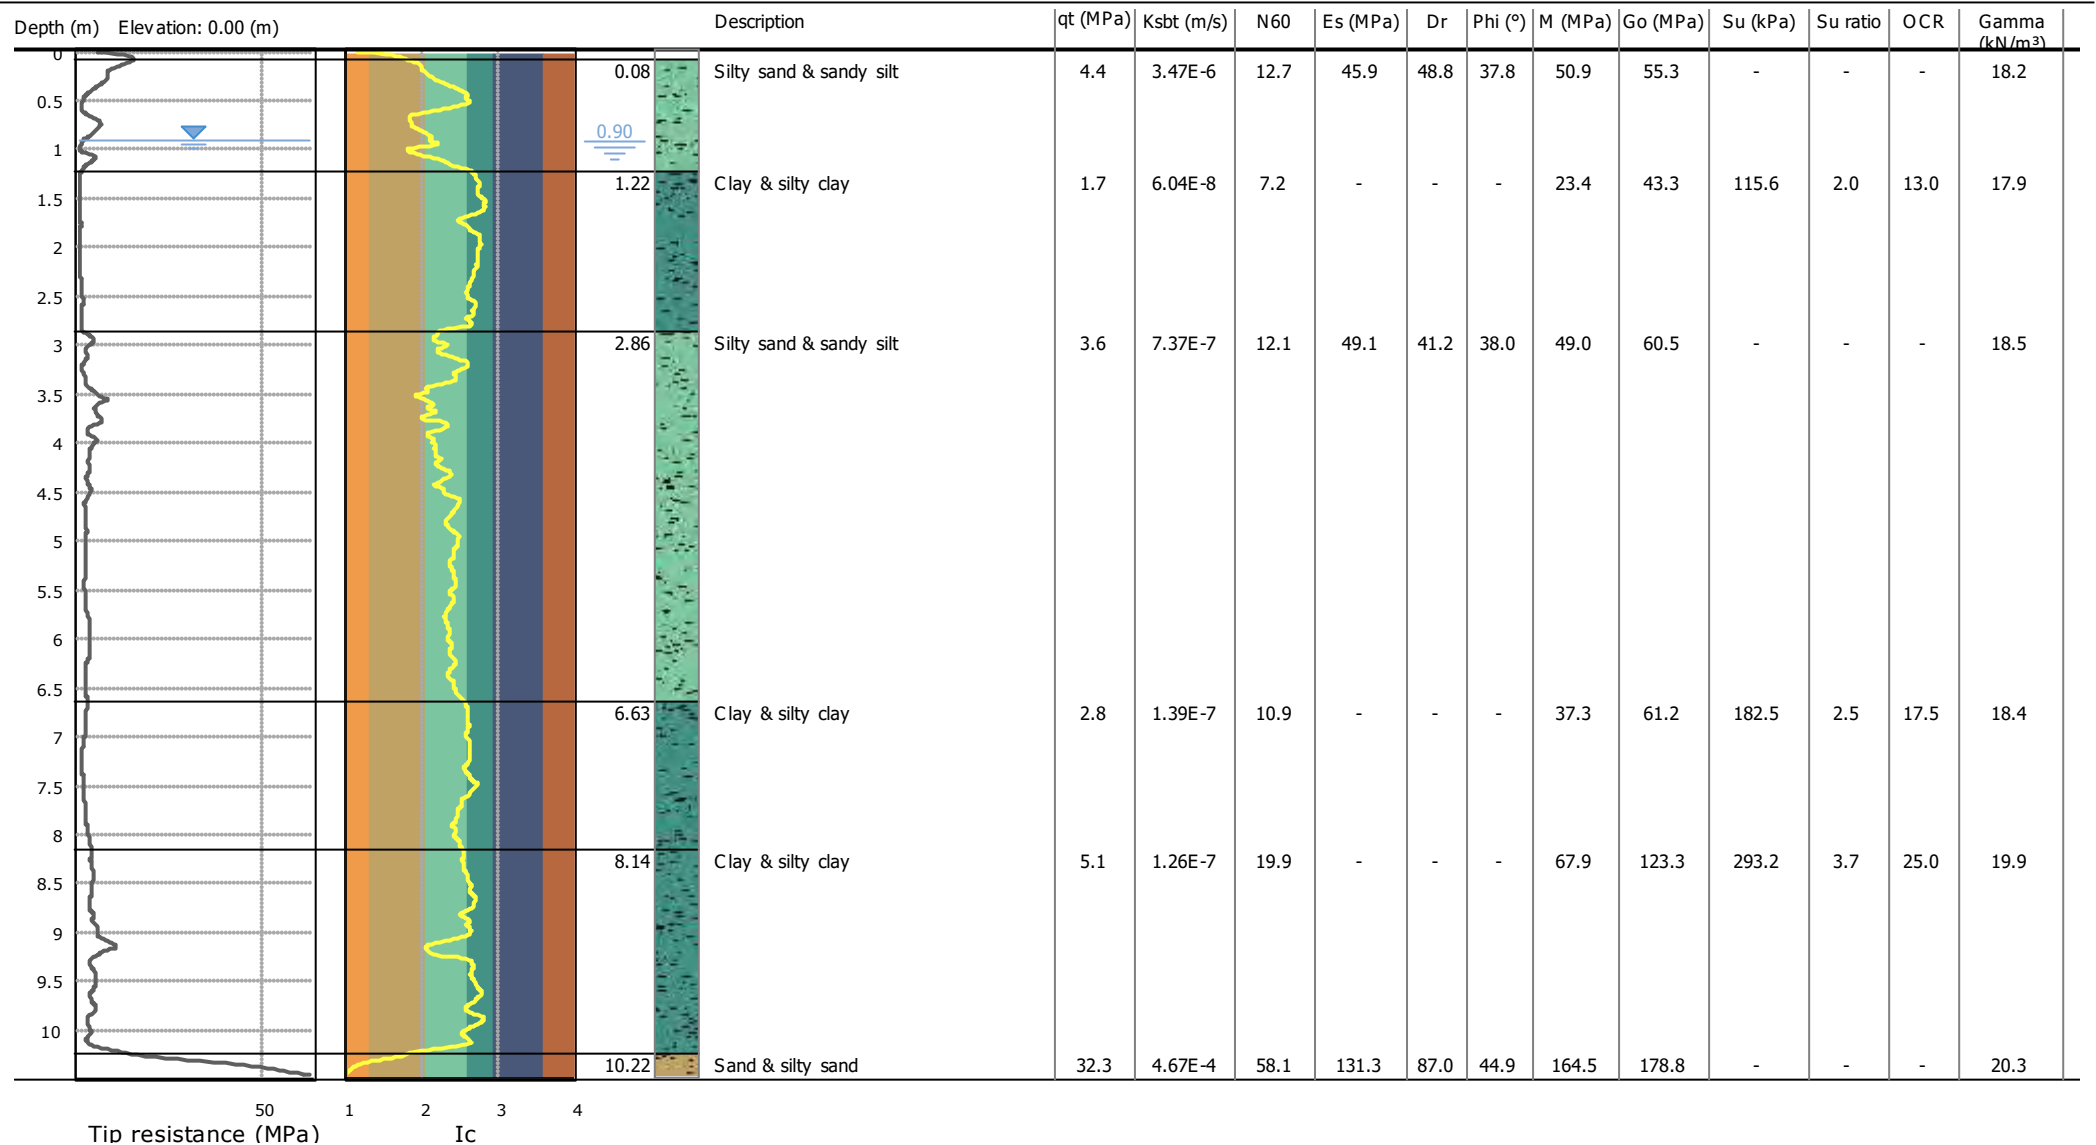 Depth (m) Elevation: 0.00 (m) Description qt (MPa) Ksbt (m/s) N60 Es (MPa) Dr Phi (°) M (MPa) Go (MPa) Su (kPa) Su ratio OCR Gamma (kN/m³)
0
0.08 Silty sand & sandy silt 4.4 3.47E-6 12.7 45.9 48.8 37.8 50.9 55.3 - - - 18.2
0.5
0.90
1
1.22 Clay & silty clay 1.7 6.04E-8 7.2 - - - 23.4 43.3 115.6 2.0 13.0 17.9
1.5
2
2.5
3
2.86 Silty sand & sandy silt 3.6 7.37E-7 12.1 49.1 41.2 38.0 49.0 60.5 - - - 18.5
3.5
4
4.5
5
5.5
6
6.5
6.63 Clay & silty clay 2.8 1.39E-7 10.9 - - - 37.3 61.2 182.5 2.5 17.5 18.4
7
7.5
8
8.14 Clay & silty clay 5.1 1.26E-7 19.9 - - - 67.9 123.3 293.2 3.7 25.0 19.9
8.5
9
9.5
10
10.22 Sand & silty sand 32.3 4.67E-4 58.1 131.3 87.0 44.9 164.5 178.8 - - - 20.3
50 1 2 3 4
Tip resistance (MPa) Ic